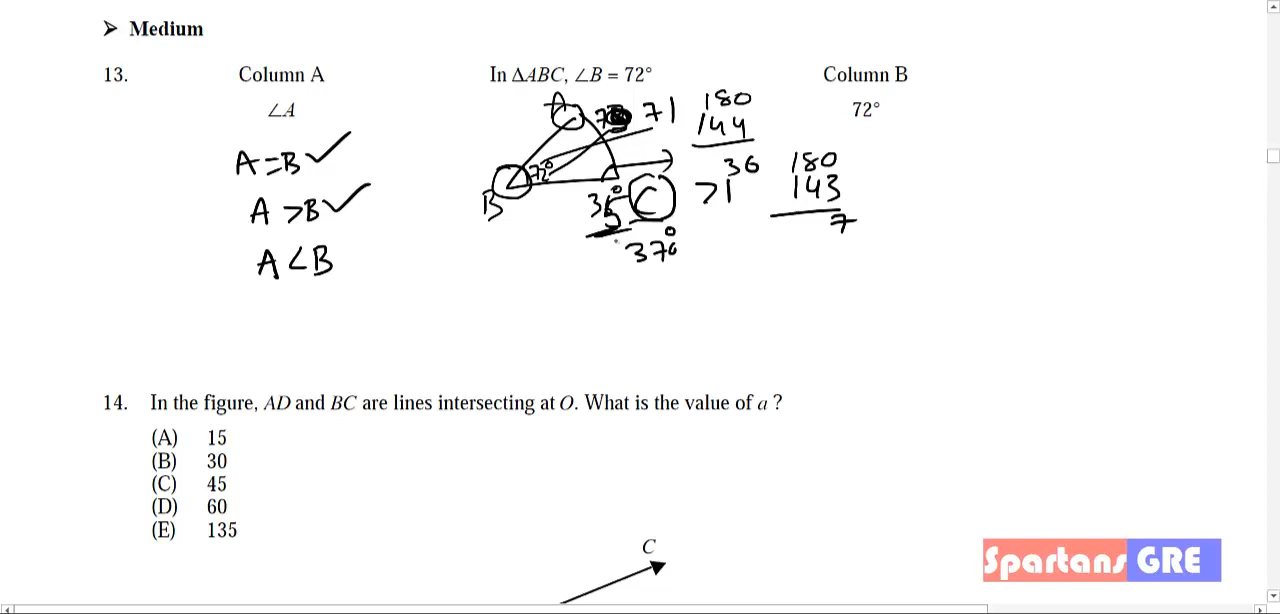 ➢ Medium
13. Column A In ΔABC, ∠B = 72° Column B
∠A 72°
A 71 180
144
36
A=B 72° 180
143
7
A >B B 36° C 71
37°
A <B
14. In the figure, AD and BC are lines intersecting at O. What is the value of a ?
(A) 15
(B) 30
(C) 45
(D) 60
(E) 135
C
Spartans GRE